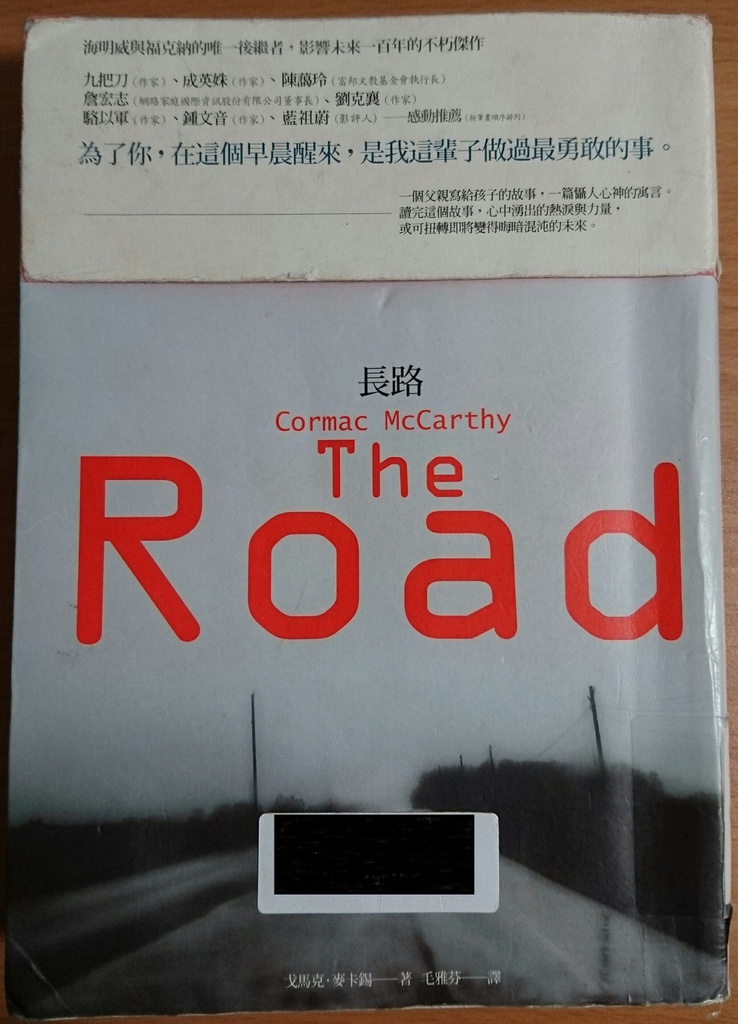 海明威與福克納的唯一後繼者，影響未來一百年的不朽傑作
九把刀（作家）、成英姝（作家）、陳藹玲（富邦文教基金會執行長）
詹宏志（網路家庭國際資訊股份有限公司董事長）、劉克襄（作家）
駱以軍（作家）、鍾文音（作家）、藍祖蔚（影評人）——感動推薦（按筆畫順序排列）
為了你，在這個早晨醒來，是我這輩子做過最勇敢的事。
一個父親寫給孩子的故事，一篇懾人心神的寓言。
讀完這個故事，心中湧出的熱淚與力量，
或可扭轉即將變得晦暗混沌的未來。
長路
Cormac McCarthy
The
Road
戈馬克·麥卡錫——著 毛雅芬——譯